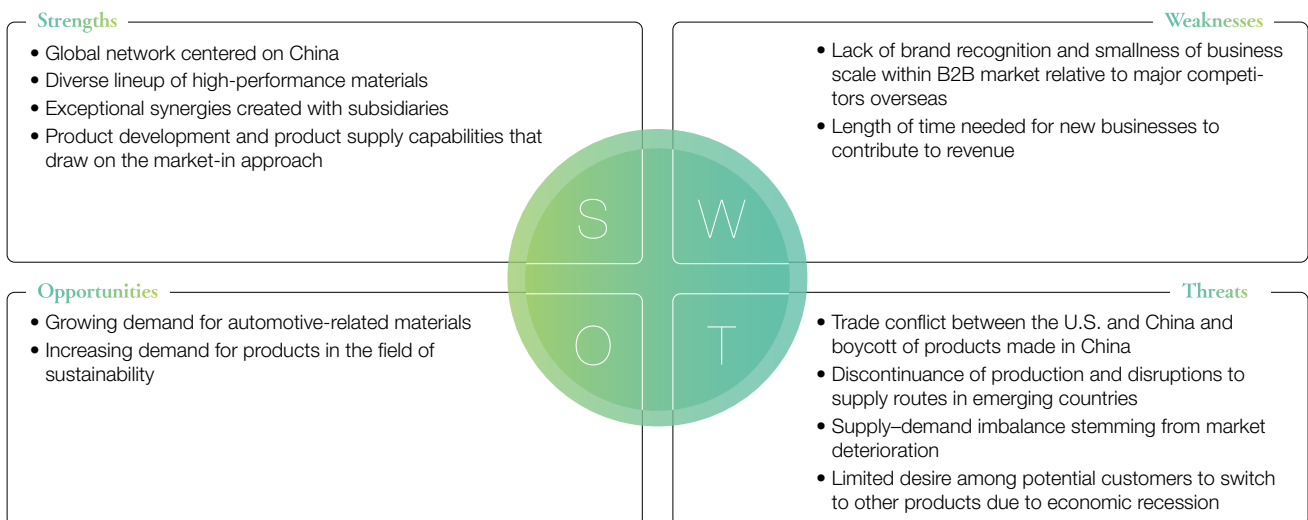 Strengths
• Global network centered on China
• Diverse lineup of high-performance materials
• Exceptional synergies created with subsidiaries
• Product development and product supply capabilities that
draw on the market-in approach
Weaknesses
• Lack of brand recognition and smallness of business
scale within B2B market relative to major competi-
tors overseas
• Length of time needed for new businesses to
contribute to revenue
S
W
Opportunities
• Growing demand for automotive-related materials
• Increasing demand for products in the field of
sustainability
O
T
Threats
• Trade conflict between the U.S. and China and
boycott of products made in China
• Discontinuance of production and disruptions to
supply routes in emerging countries
• Supply–demand imbalance stemming from market
deterioration
• Limited desire among potential customers to switch
to other products due to economic recession